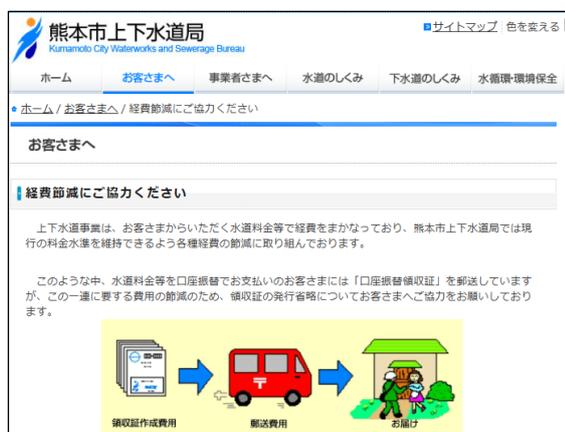 熊本市上下水道局
Kumamoto City Waterworks and Sewerage Bureau
サイトマップ 色を変える
ホーム お客さまへ 事業者さまへ 水道のしくみ 下水道のしくみ 水循環・環境保全
ホーム / お客さまへ / 経費節減にご協力ください
お客さまへ
経費節減にご協力ください
上下水道事業は、お客さまからいただく水道料金等で経費をまかなっており、熊本市上下水道局では現
行の料金水準を維持できるよう各種経費の節減に取り組んでおります。
このような中、水道料金等を口座振替でお支払いのお客さまには「口座振替領収証」を郵送しています
が、この一連に要する費用の節減のため、領収証の発行省略についてお客さまへご協力をお願いしており
ます。
〒
領収証作成費用 郵送費用 お届け